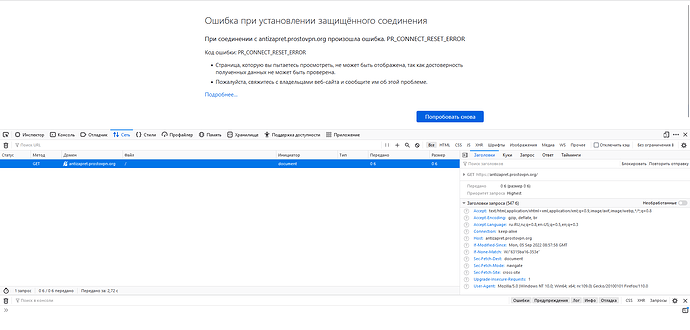 Ошибка при установлении защищённого соединения
При соединении с antizapret.prostovpn.org произошла ошибка. PR_CONNECT_RESET_ERROR
Код ошибки: PR_CONNECT_RESET_ERROR
Страница, которую вы пытаетесь просмотреть, не может быть отображена, так как достоверность
полученных данных не может быть проверена.
Пожалуйста, свяжитесь с владельцами веб-сайта и сообщите им об этой проблеме.
Подробнее...
Попробовать снова
Инспектор Консоль Отладчик Сеть Стили Профайлер Память Хранилище Поддержка доступности Приложение
Поиск URL
Все HTML CSS JS XHR Шрифты Изображения Медиа WS Прочее Отключить кэш Без ограничения
Статус Метод Домен Файл Инициатор Тип Передано Размер
GET antizapret.prostovpn.org / document 0 б 0 б
Заголовки Куки Запрос Ответ Тайминги
Поиск заголовков Блокировать Повторить отправку
GET https://antizapret.prostovpn.org/
Передано 0 б (размер 0 б)
Приоритет запроса Highest
Заголовки запроса (547 б) Необработанные
Accept: text/html,application/xhtml+xml,application/xml;q=0.9,image/avif,image/webp,*/*;q=0.8
Accept-Encoding: gzip, deflate, br
Accept-Language: ru-RU,ru;q=0.8,en-US;q=0.5,en;q=0.3
Connection: keep-alive
Host: antizapret.prostovpn.org
If-Modified-Since: Mon, 05 Sep 2022 GMT
If-None-Match:
Sec-Fetch-Dest: document
Sec-Fetch-Mode: navigate
Sec-Fetch-Site: cross-site
Upgrade-Insecure-Requests: 1
User-Agent: Mozilla/5.0 (Windows NT 10.0; Win64; x64; rv:109.0) Gecko/20100101 Firefox/110.0
1 запрос 0 б / 0 б передано Передано за: 2,72 с
Поиск в консоли
Ошибки Предупреждения Лог Инфо Отладка CSS XHR Запросы